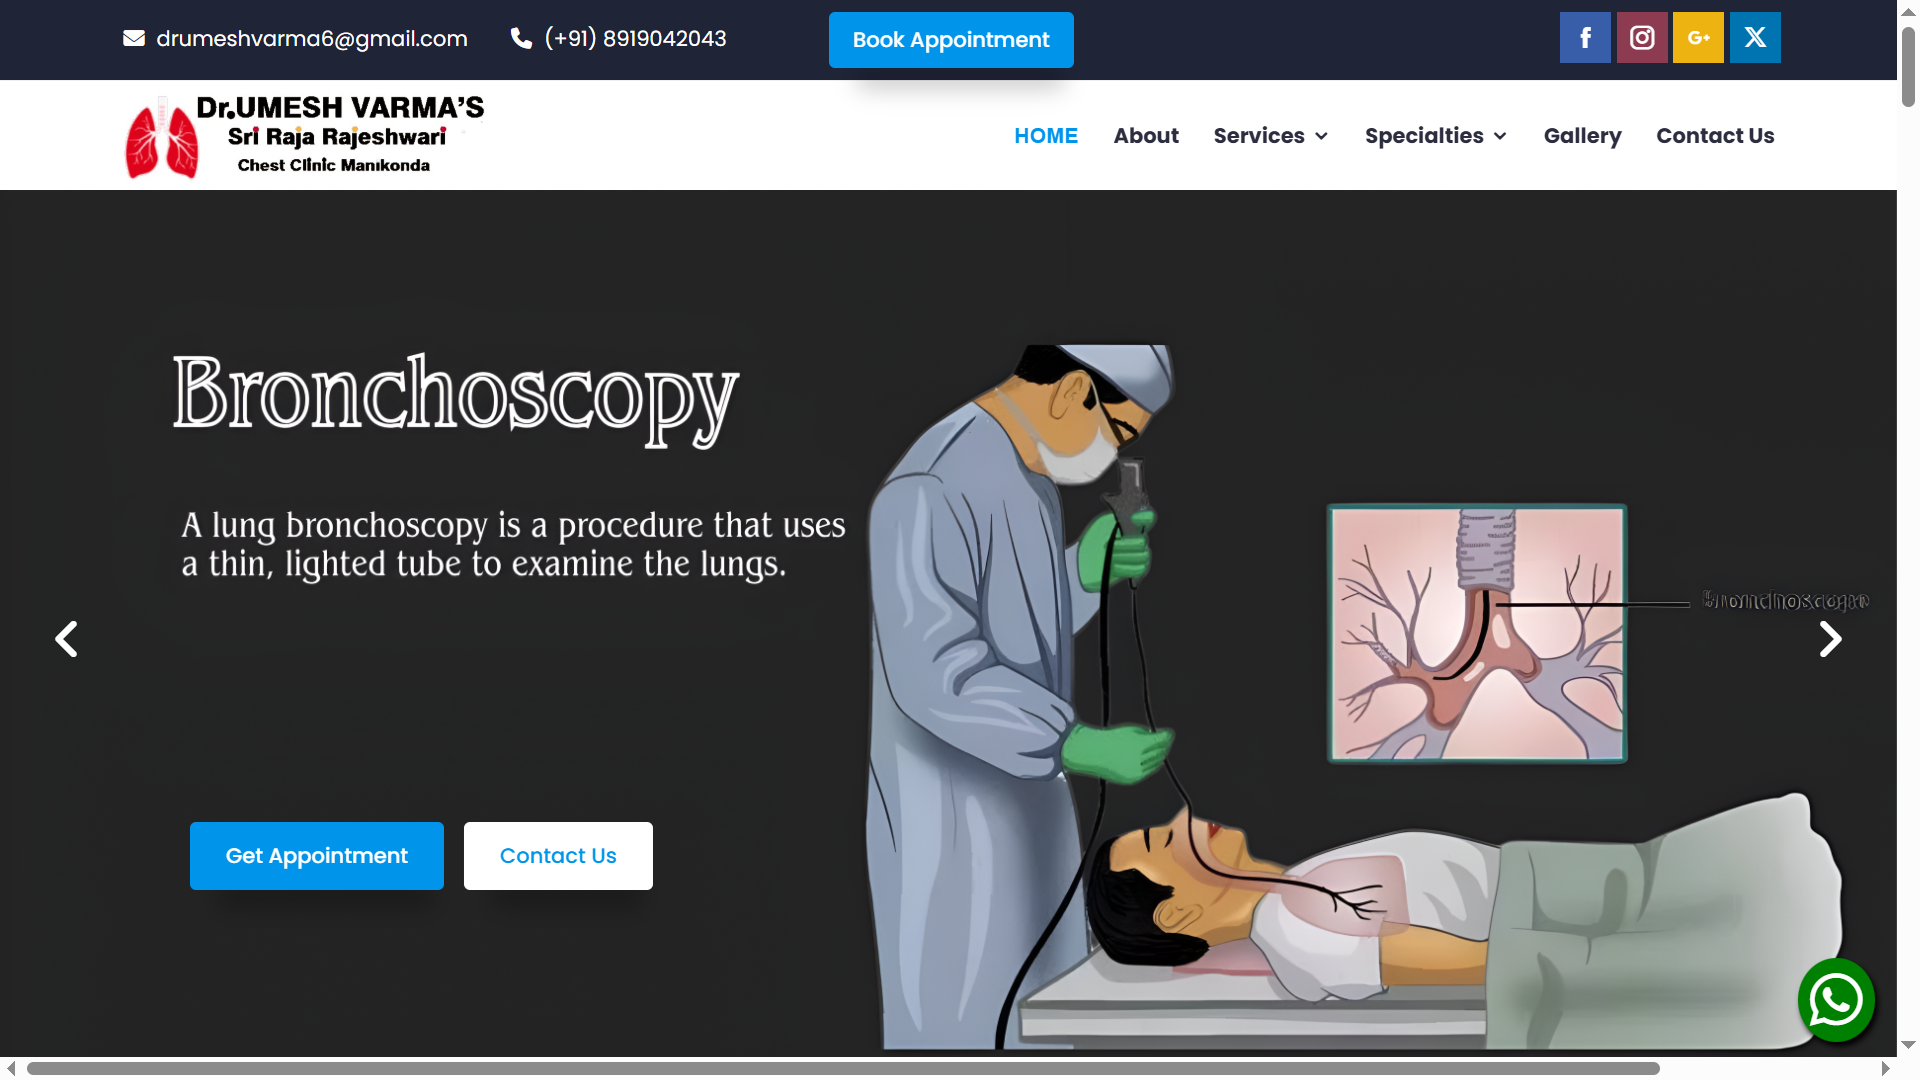 drumeshvarma6@gmail.com (+91) 8919042043 Book Appointment
Dr.UMESH VARMA'S
Sri Raja Rajeshwari
Chest Clinic Manikonda
HOME About Services Specialties Gallery Contact Us
Bronchoscopy
A lung bronchoscopy is a procedure that uses
a thin, lighted tube to examine the lungs.
Bronchoscope
Get Appointment Contact Us